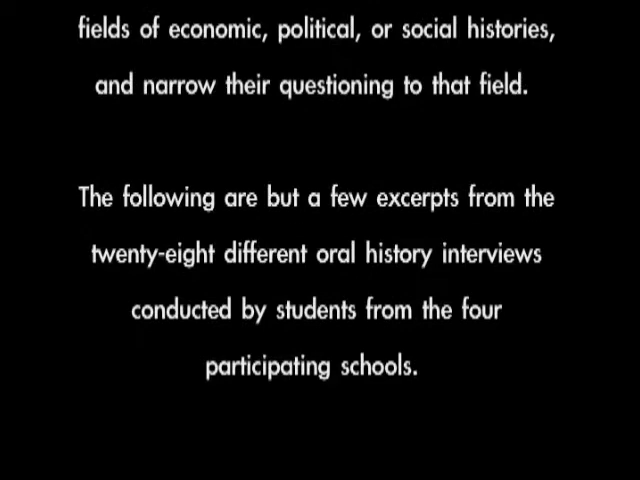 fields of economic, political, or social histories,
and narrow their questioning to that field.
The following are but a few excerpts from the
twenty-eight different oral history interviews
conducted by students from the four
participating schools.